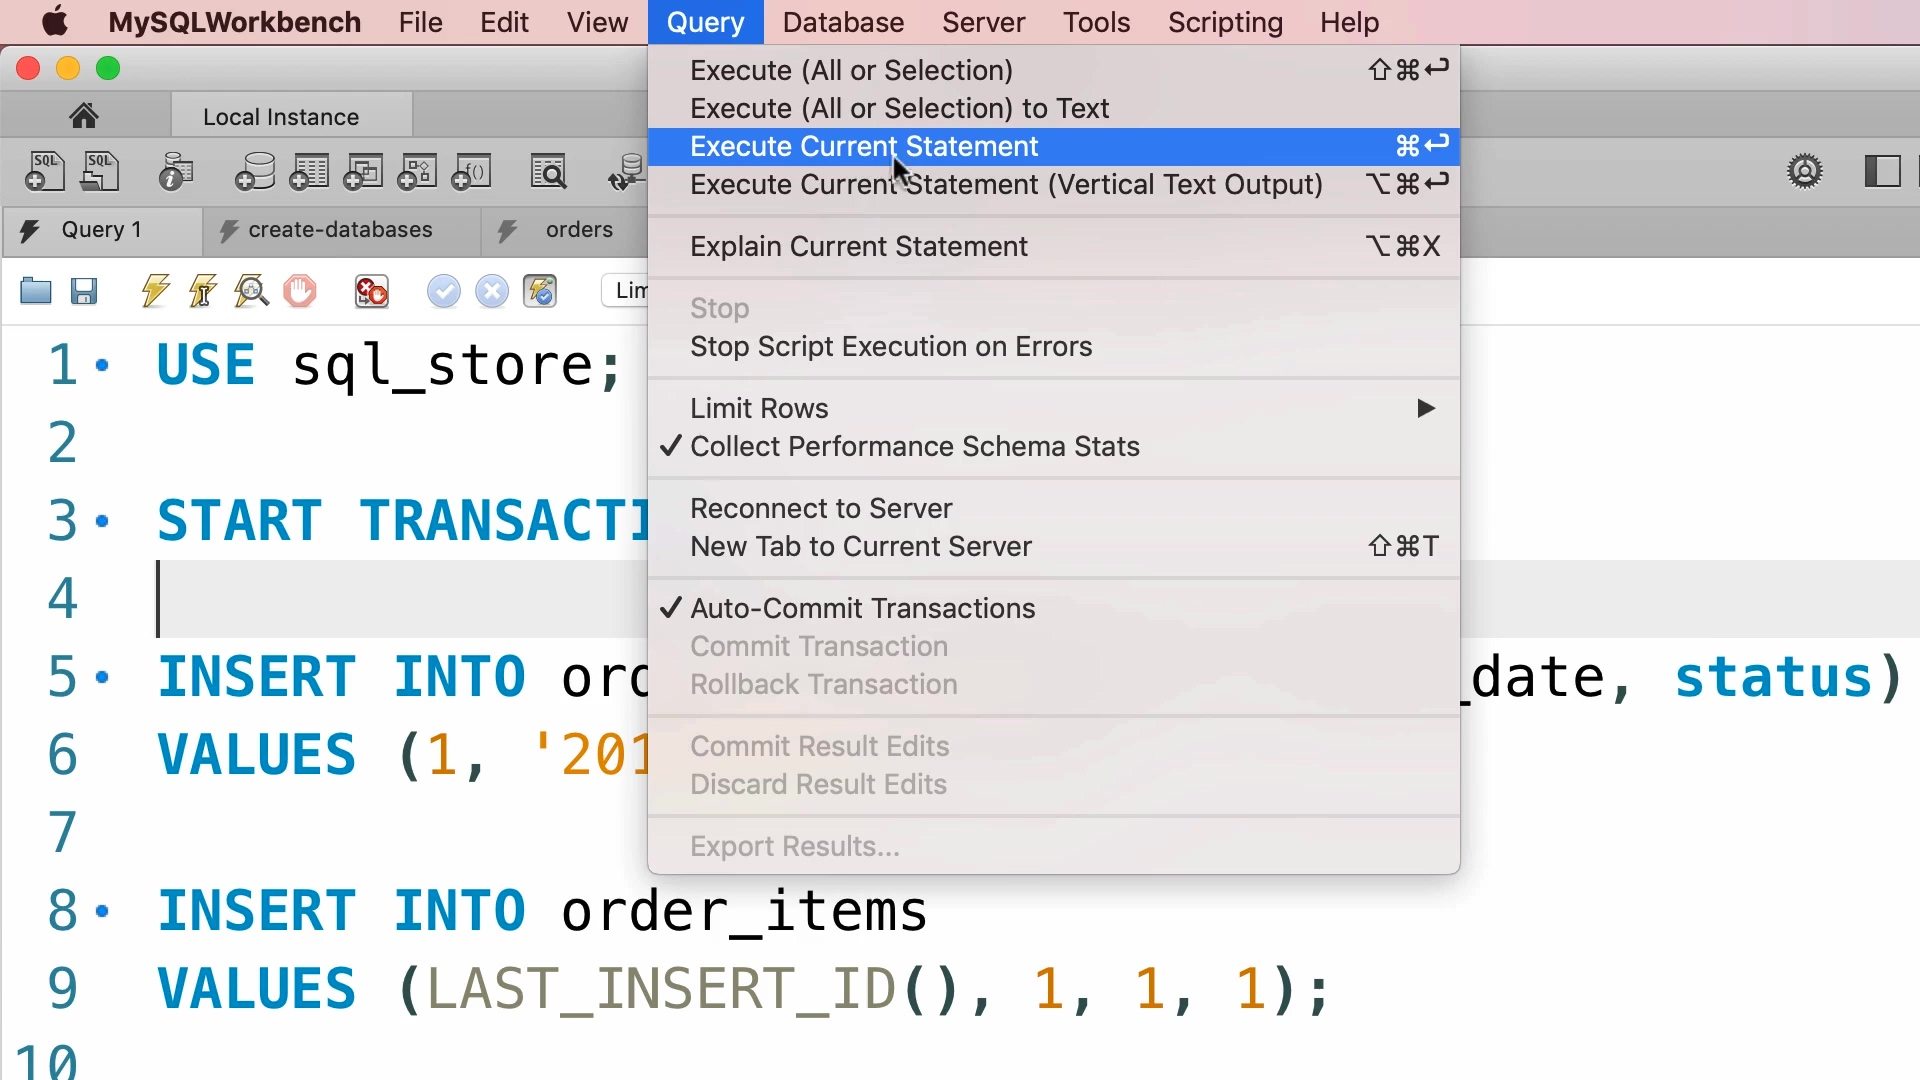 MySQLWorkbench File Edit View Query Database Server Tools Scripting Help
Execute (All or Selection) ⇧⌘↩
Local Instance
Execute (All or Selection) to Text
Execute Current Statement ⌘↩
SQL SQL f()
Execute Current Statement (Vertical Text Output) ⌥⌘↩
Query 1 create-databases orders
Explain Current Statement ⌥⌘X
Lim
Stop
Stop Script Execution on Errors
Limit Rows ▶
✓ Collect Performance Schema Stats
Reconnect to Server
New Tab to Current Server ⇧⌘T
✓ Auto-Commit Transactions
Commit Transaction
Rollback Transaction
Commit Result Edits
Discard Result Edits
Export Results...
1 USE sql_store;
2
3 START TRANSACTI
4
5 INSERT INTO ord _date, status)
6 VALUES (1, '201
7
8 INSERT INTO order_items
9 VALUES (LAST_INSERT_ID(), 1, 1, 1);
10